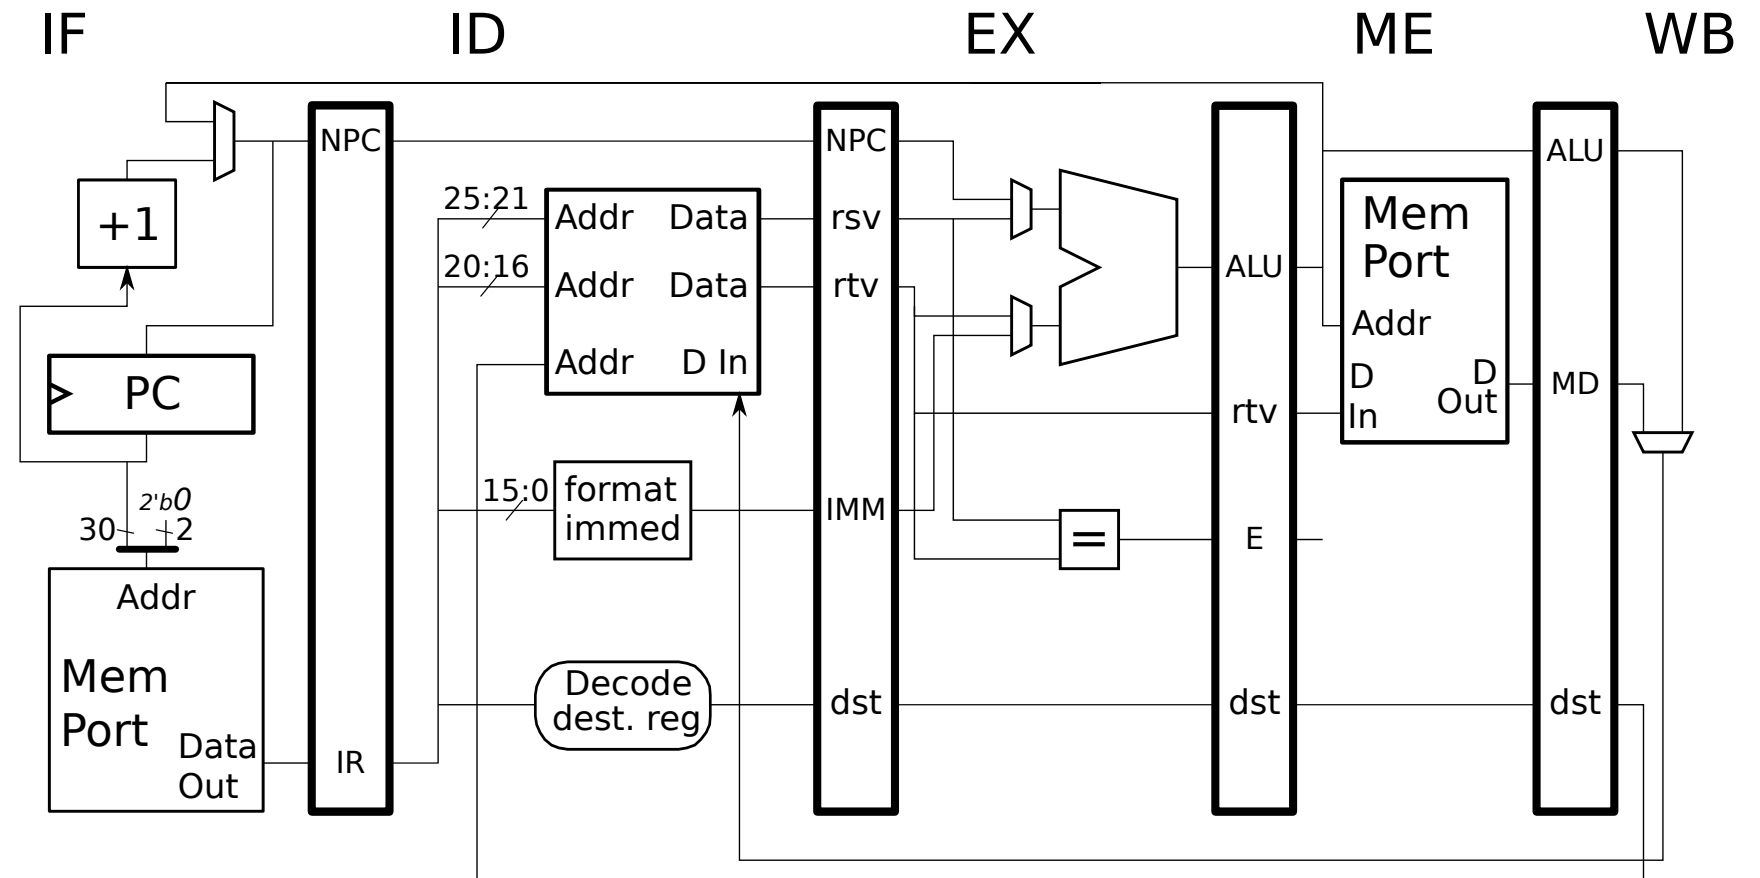 IF
ID
EX
ME
WB
+1
PC
2'b0
30
2
Addr
Mem
Port
Data
Out
NPC
IR
25:21
20:16
Addr
Data
Addr
Data
Addr
D In
15:0
format
immed
Decode
dest. reg
NPC
rsv
rtv
IMM
dst
=
ALU
rtv
E
dst
Mem
Port
Addr
D
In
D
Out
ALU
MD
dst